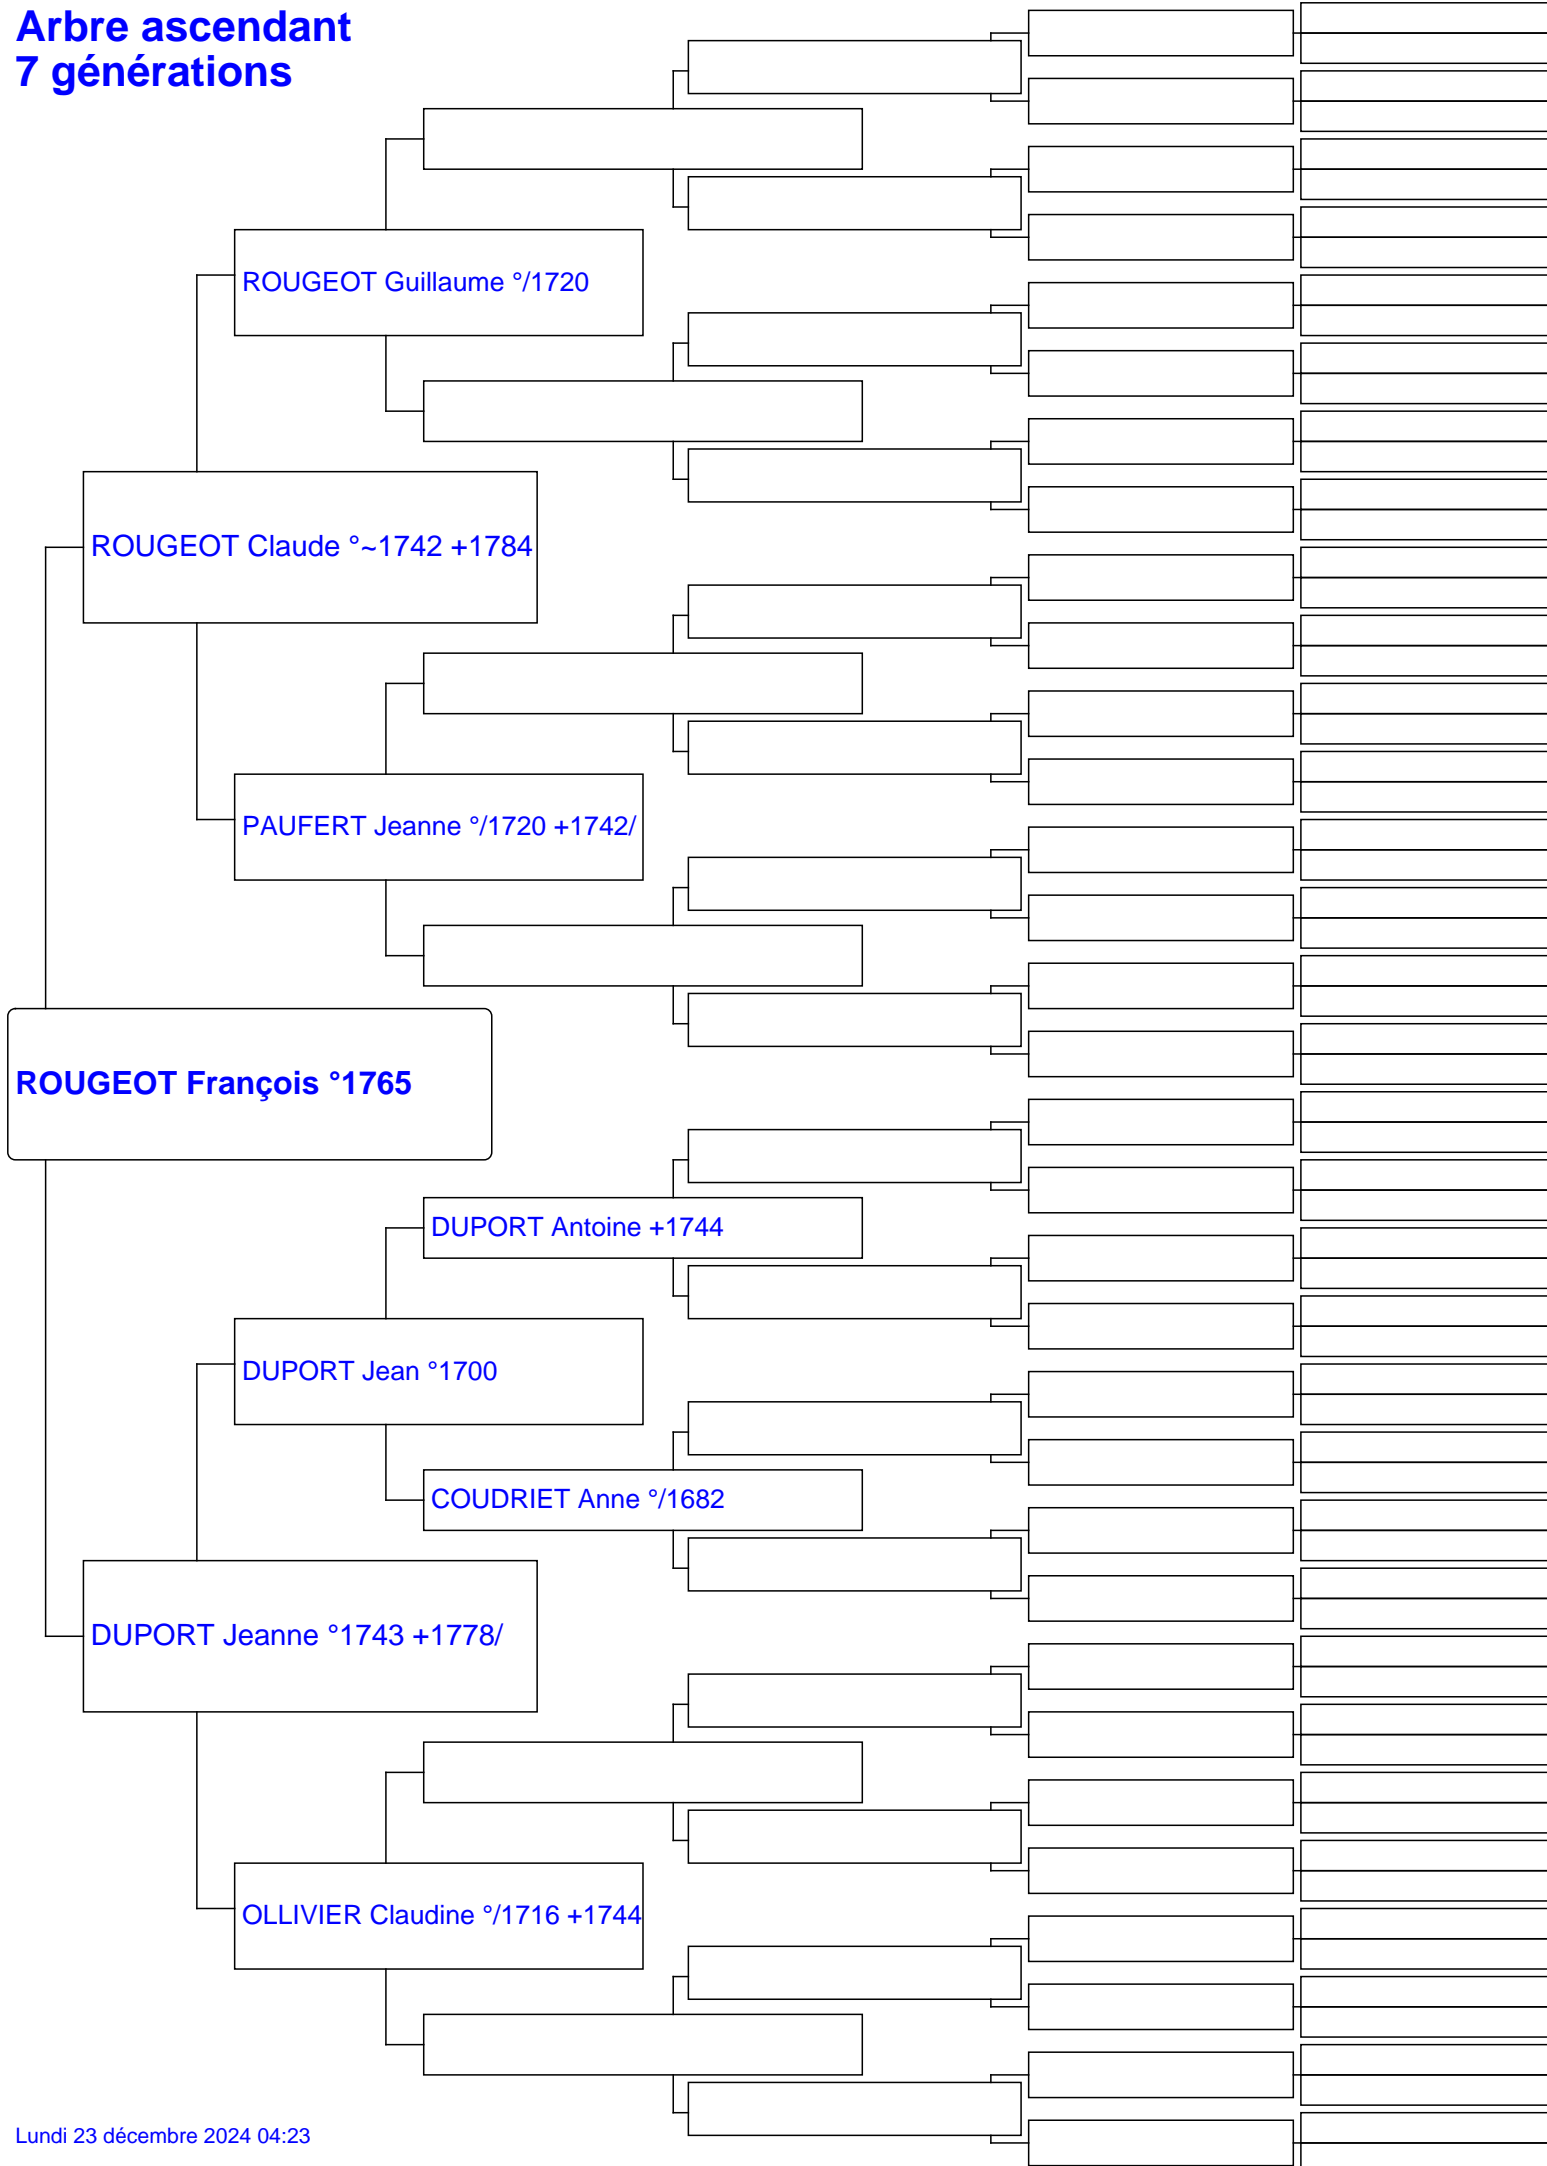 Arbre ascendant
7 générations
ROUGEOT Guillaume °/1720
ROUGEOT Claude °~1742 +1784
PAUFERT Jeanne °/1720 +1742/
ROUGEOT François °1765
DUPORT Antoine +1744
DUPORT Jean °1700
COUDRIET Anne °/1682
DUPORT Jeanne °1743 +1778/
OLLIVIER Claudine °/1716 +1744
Lundi 23 décembre 2024 04:23